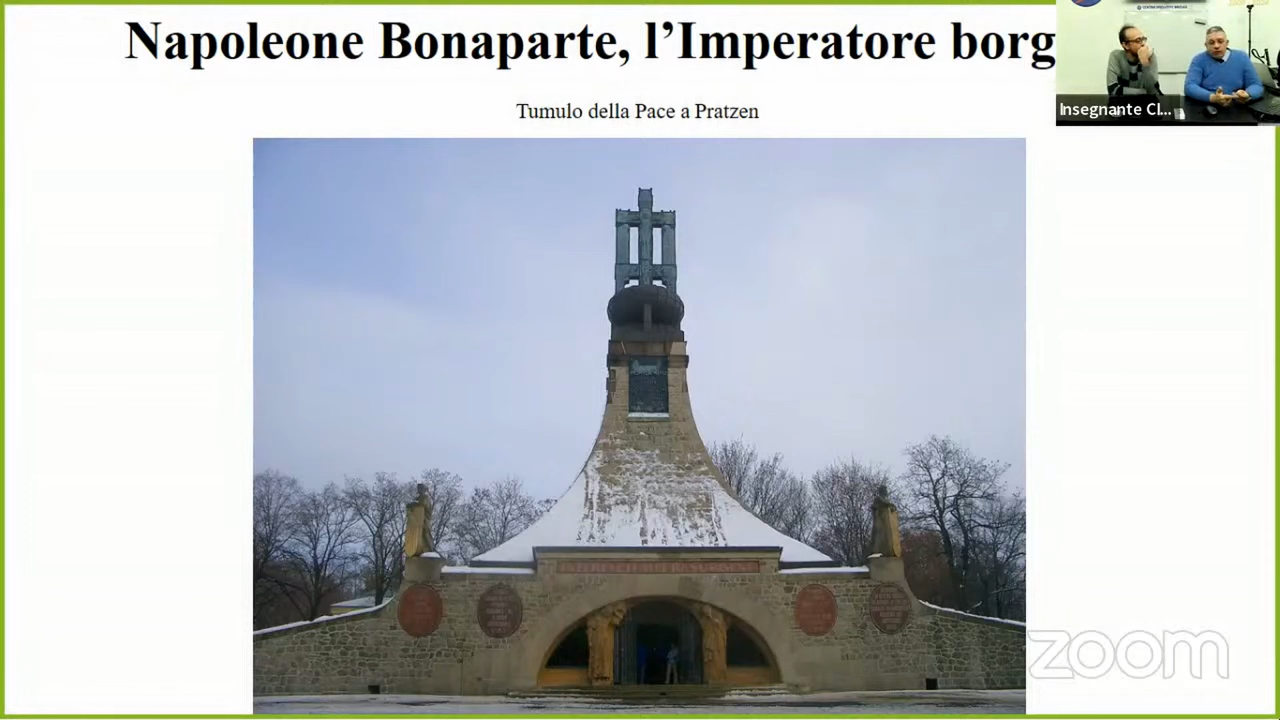 Napoleone Bonaparte, l’Imperatore borg
Tumulo della Pace a Pratzen
Insegnante Cl...
zoom